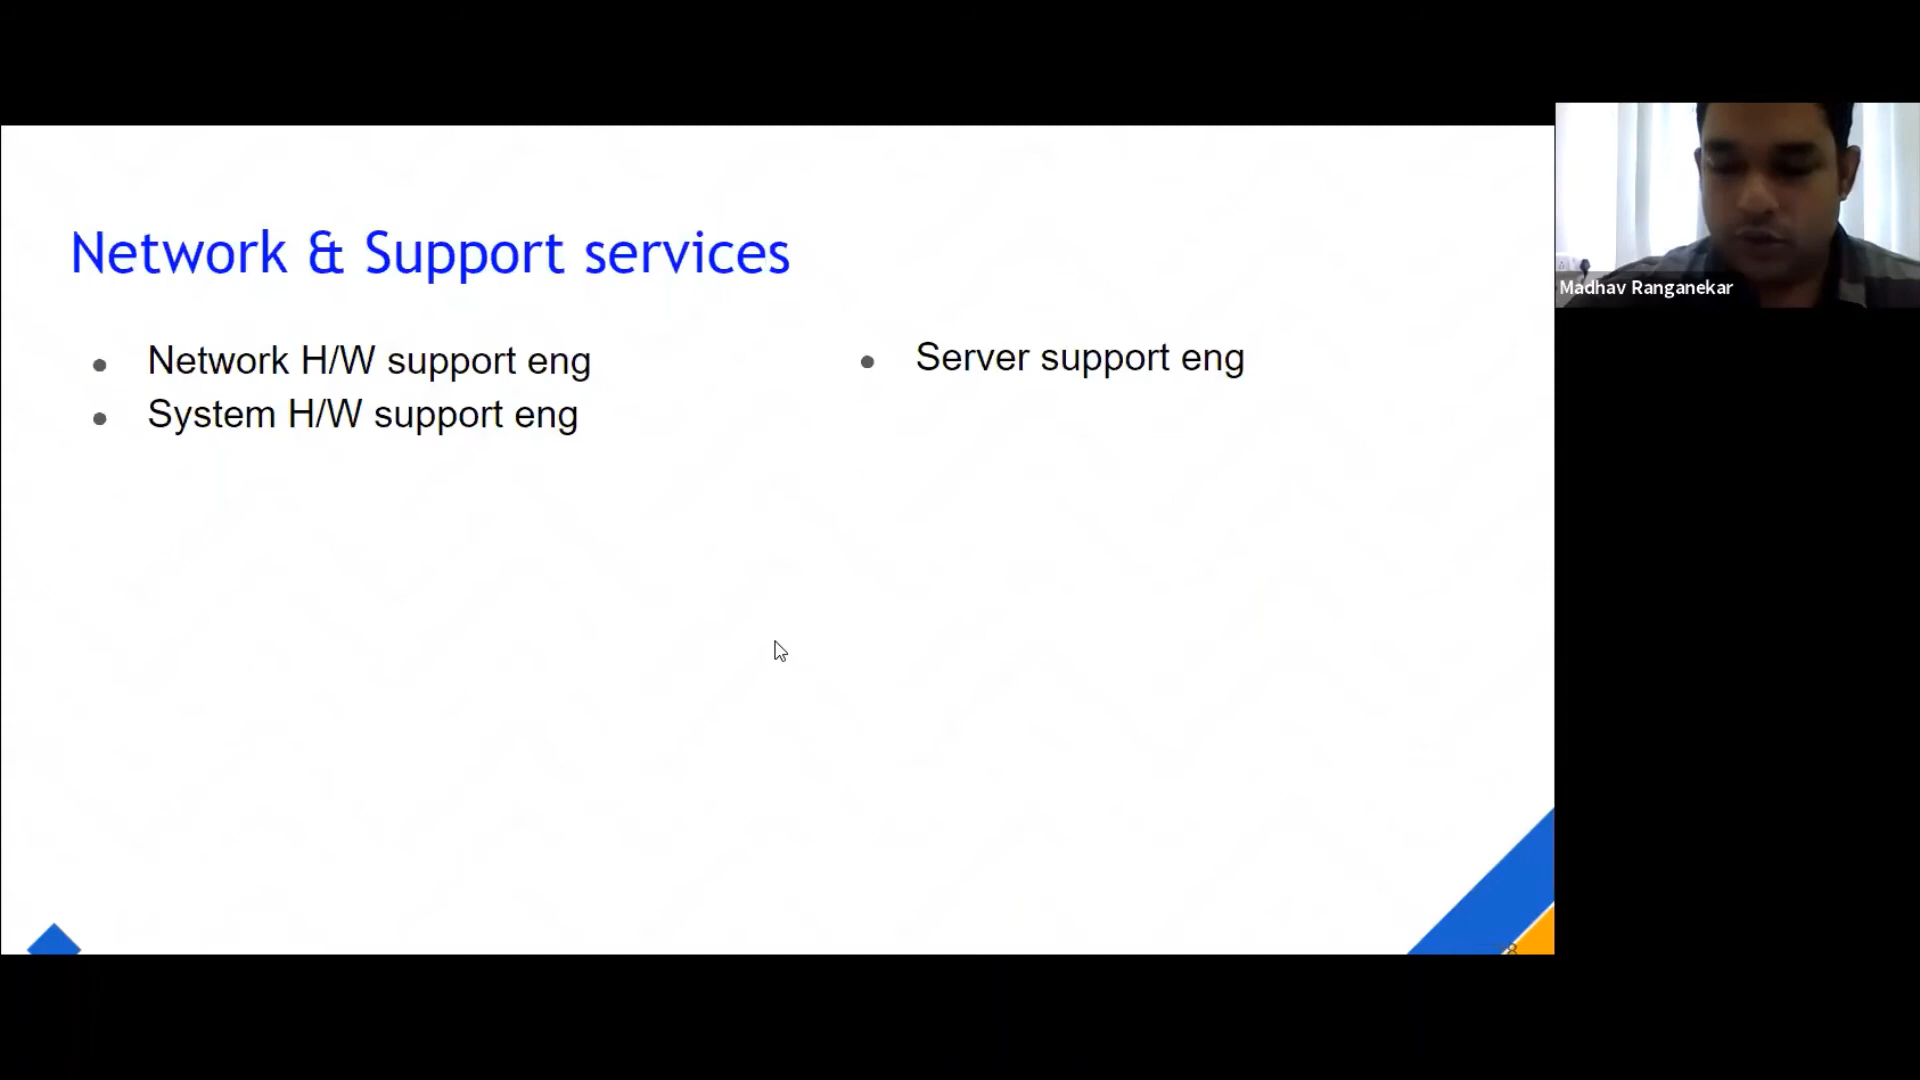 Network & Support services
Network H/W support eng
System H/W support eng
Server support eng
Madhav Ranganekar